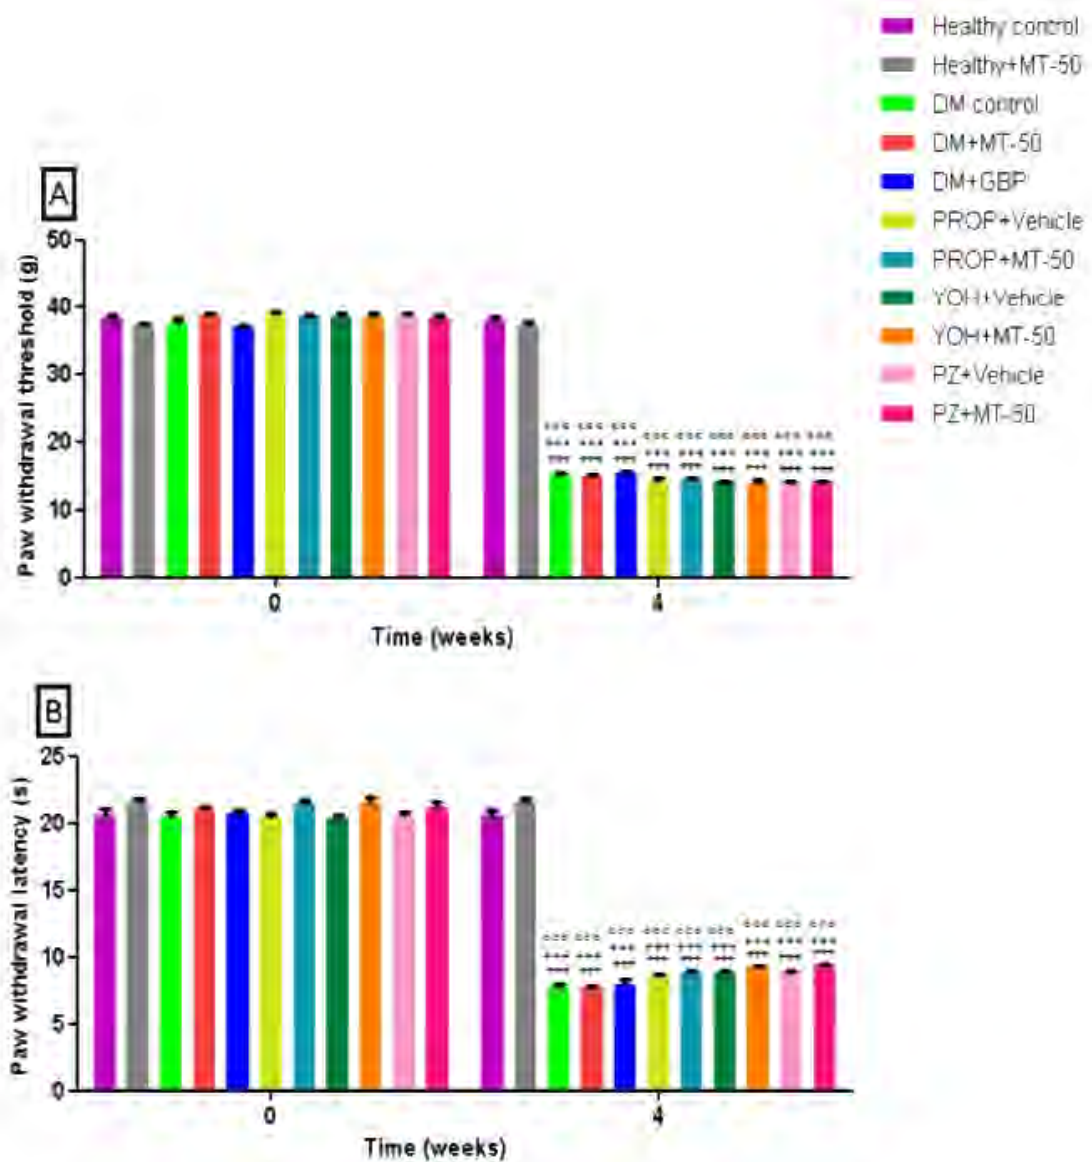 Healthy control
Healthy+MT-50
DM control
DM+MT-50
DM+GBP
PROP+Vehicle
PROP+MT-50
YOH+Vehicle
YOH+MT-50
PZ+Vehicle
PZ+MT-50
A
Paw withdrawal threshold (g)
50
40
30
20
10
0
0
4
Time (weeks)
B
Paw withdrawal latency (s)
25
20
15
10
5
0
0
4
Time (weeks)